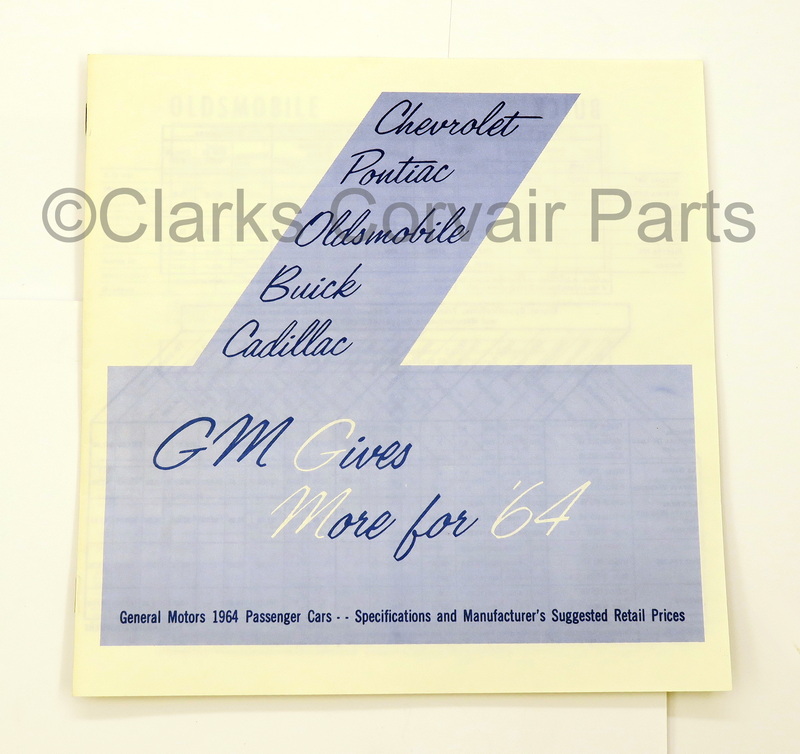 Chevrolet
Pontiac
©Clarks Corvair Parts
Oldsmobile
Buick
Cadillac
GM Gives
More for '64
General Motors 1964 Passenger Cars -- Specifications and Manufacturer's Suggested Retail Prices
OLDSMOBILE